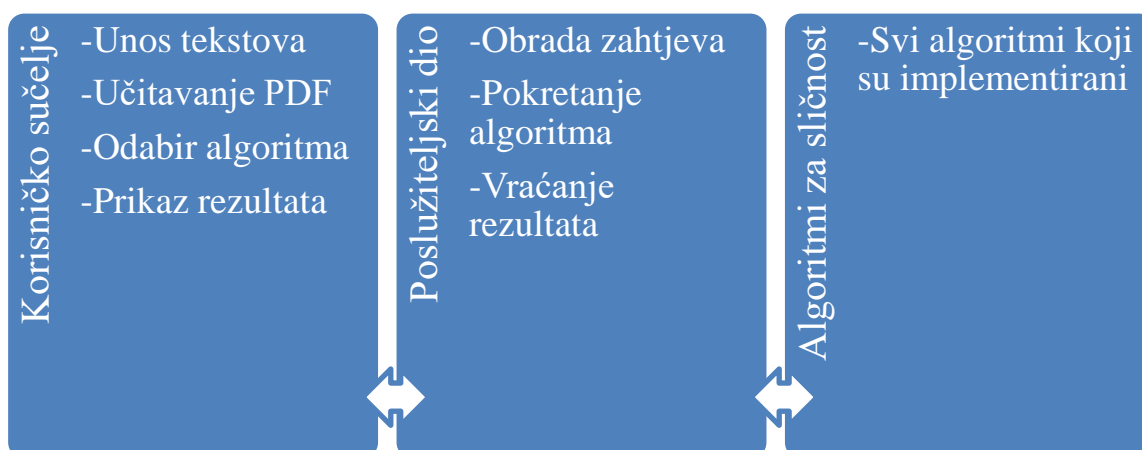 Korisničko sučelje
-Unos tekstova
-Učitavanje PDF
-Odabir algoritma
-Prikaz rezultata
Poslužiteljski dio
-Obrada zahtjeva
-Pokretanje
algoritma
-Vraćanje
rezultata
Algoritmi za sličnost
-Svi algoritmi koji
su implementirani